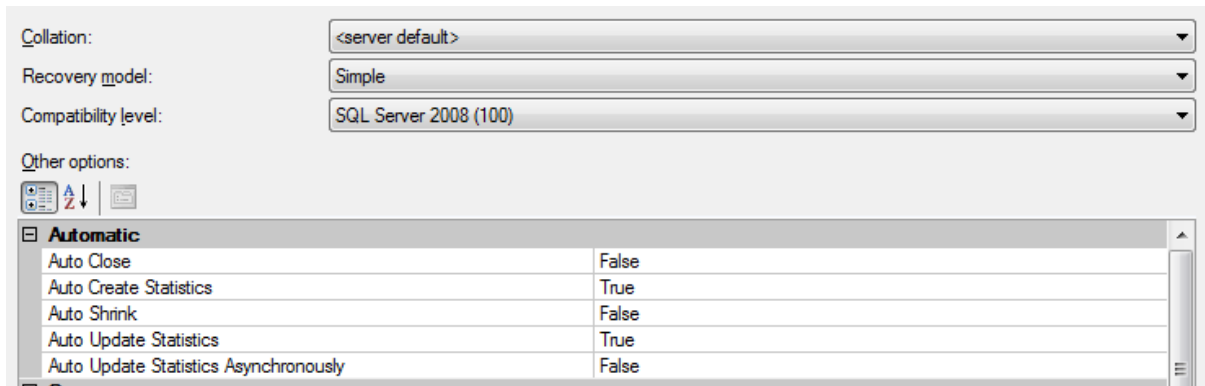 Collation: <server default>
Recovery model: Simple
Compatibility level: SQL Server 2008 (100)
Other options:
A
Z
Automatic
Auto Close False
Auto Create Statistics True
Auto Shrink False
Auto Update Statistics True
Auto Update Statistics Asynchronously False